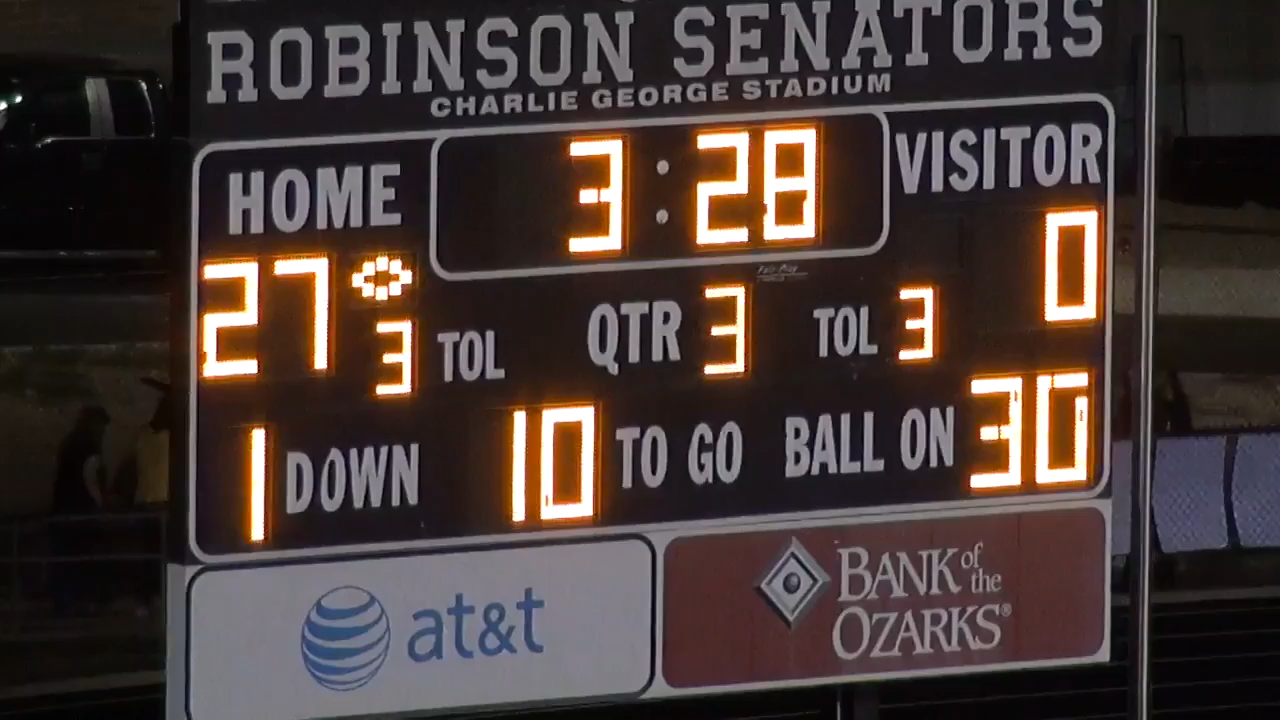 ROBINSON SENATORS
CHARLIE GEORGE STADIUM
HOME 3:28 VISITOR
27 0
3 TOL QTR 3 TOL 3
1 DOWN 10 TO GO BALL ON 30
at&t
BANK of the
OZARKS®